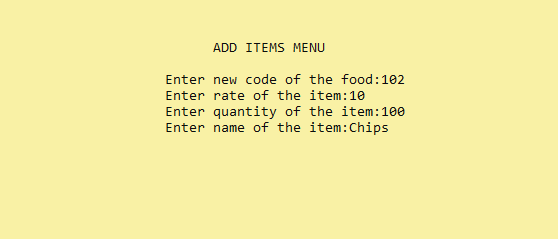 ADD ITEMS MENU
Enter new code of the food:102
Enter rate of the item:10
Enter quantity of the item:100
Enter name of the item:Chips